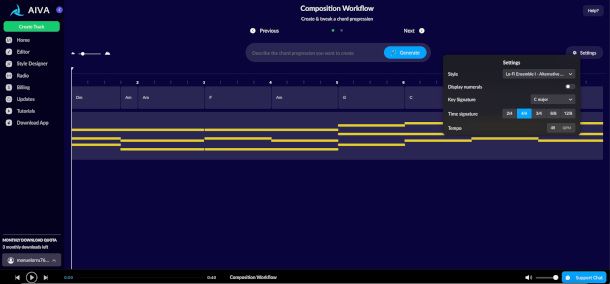 AIVA
Composition Workflow
Create & tweak a chord progression
Help?
Create Track
Previous
Next
Home
Editor
Style Designer
Radio
Billing
Updates
Tutorials
Download App
Describe the chord progression you want to create.
Generate
Settings
Settings
Style
Lo-Fi Ensemble I - Alternative ...
Display numerals
Key Signature
C major
Time signature
2/4
4/4
3/4
6/8
12/8
Tempo
BPM
2
3
4
5
6
Dm
Am
Am
F
Am
G
C
MONTHLY DOWNLOAD QUOTA
3 monthly downloads left
manuelarru76...
0:00
0:40
Composition Workflow
Support Chat